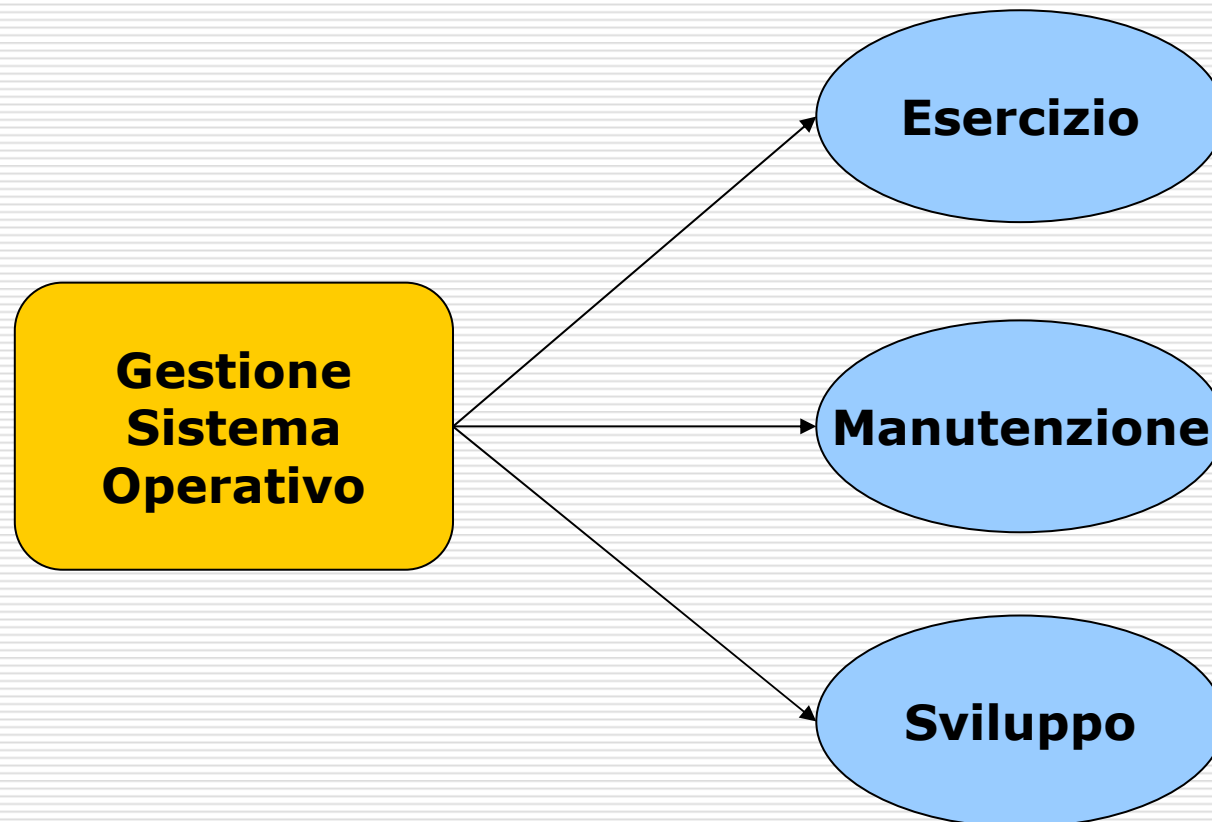 Esercizio
Gestione
Sistema
Operativo
Manutenzione
Sviluppo